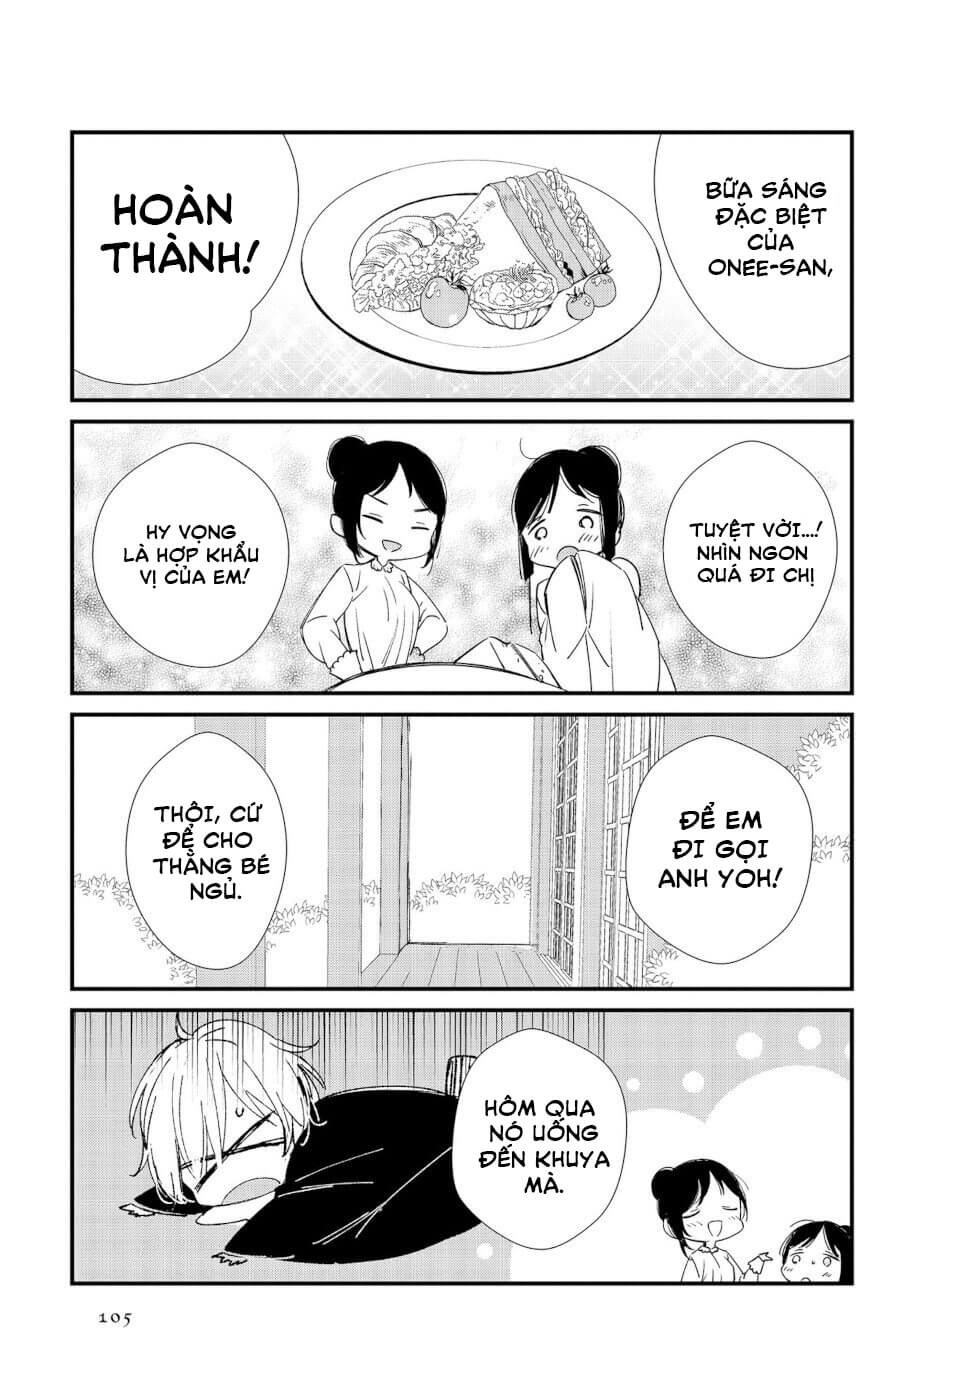 BỮA SÁNG
ĐẶC BIỆT
CỦA
ONEE-SAN,
HOÀN
THÀNH!
TUYỆT VỜI....!
NHÌN NGON
QUÁ ĐI CHỊ
HY VỌNG
LÀ HỢP KHẨU
VỊ CỦA EM!
ĐỂ EM
ĐI GỌI
ANH YOH!
THÔI, CỨ
ĐỂ CHO
THẰNG BÉ
NGỦ.
HÔM QUA
NÓ UỐNG
ĐẾN KHUYA
MÀ.
105